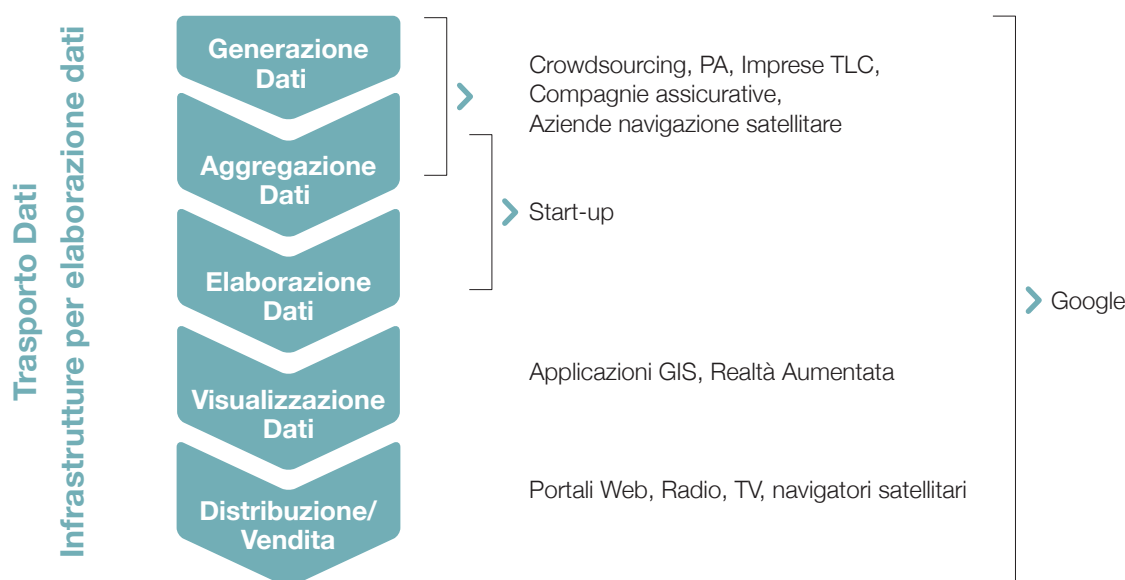 Trasporto Dati
Infrastrutture per elaborazione dati
Generazione
Dati
Aggregazione
Dati
Elaborazione
Dati
Visualizzazione
Dati
Distribuzione/
Vendita
Crowdsourcing, PA, Imprese TLC,
Compagnie assicurative,
Aziende navigazione satellitare
Start-up
Applicazioni GIS, Realtà Aumentata
Portali Web, Radio, TV, navigatori satellitari
Google